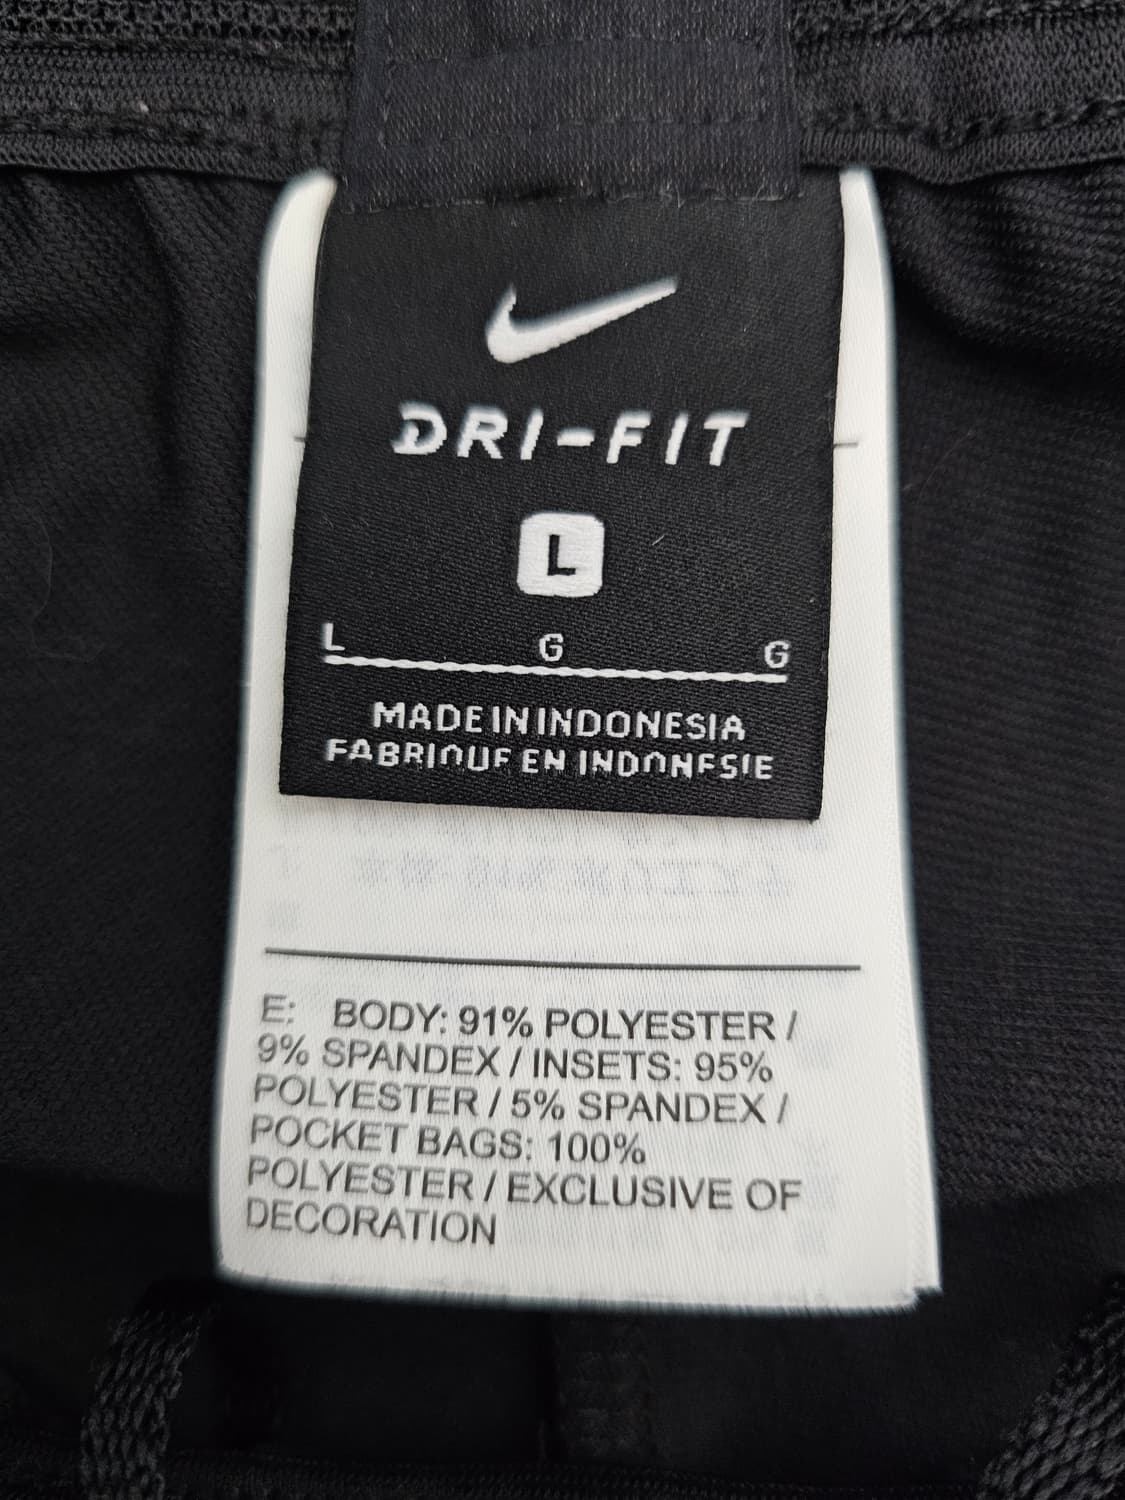 DRI-FIT
L
L G G
MADE IN INDONESIA
FABRIQUE EN INDONESIE
E: BODY: 91% POLYESTER /
9% SPANDEX / INSETS: 95%
POLYESTER / 5% SPANDEX /
POCKET BAGS: 100%
POLYESTER / EXCLUSIVE OF
DECORATION